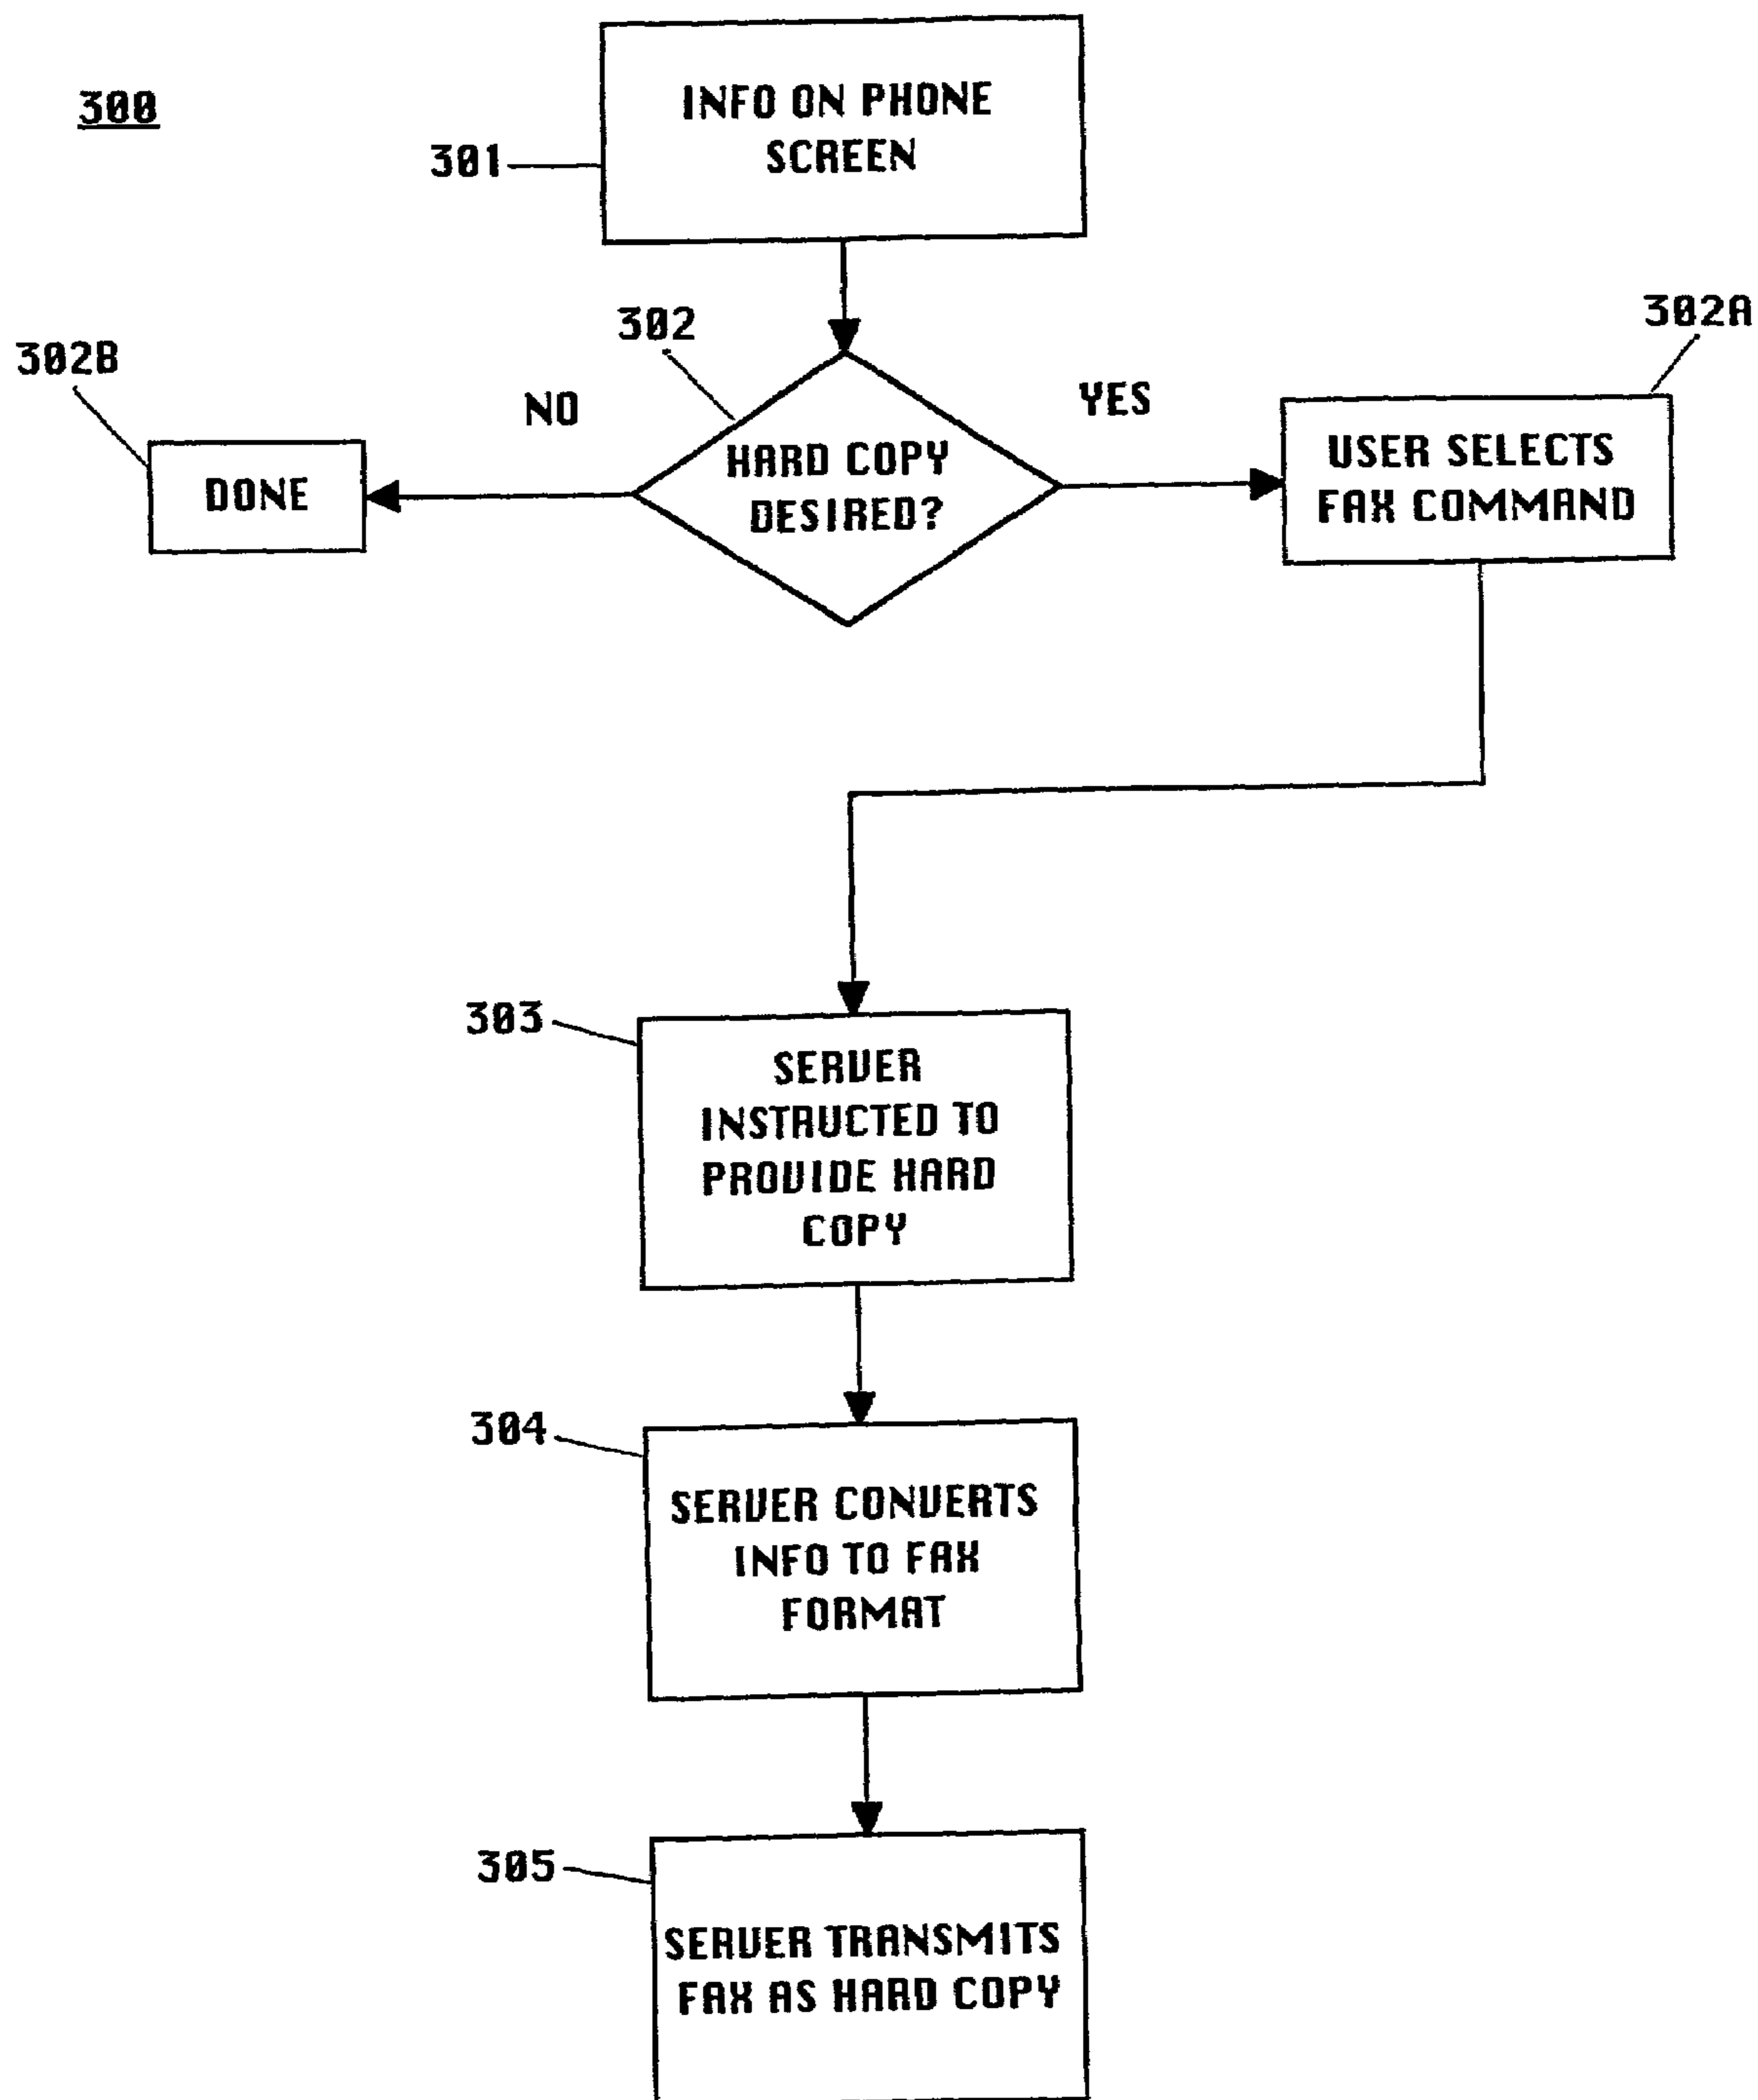 300
INFO ON PHONE
SCREEN
301
302
302A
302B
NO
YES
HARD COPY
DESIRED?
DONE
USER SELECTS
FAX COMMAND
303
SERVER
INSTRUCTED TO
PROVIDE HARD
COPY
304
SERVER CONVERTS
INFO TO FAX
FORMAT
305
SERVER TRANSMITS
FAX AS HARD COPY